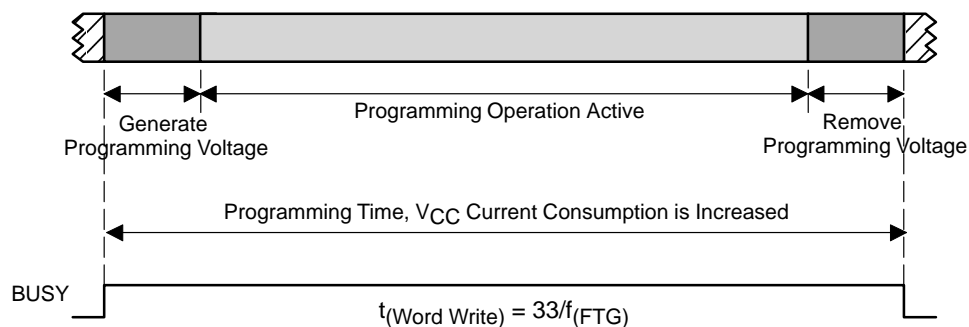 Programming Operation Active
Generate
Programming Voltage
Remove
Programming Voltage
Programming Time, VCC Current Consumption is Increased
BUSY
t(Word Write) = 33/f(FTG)